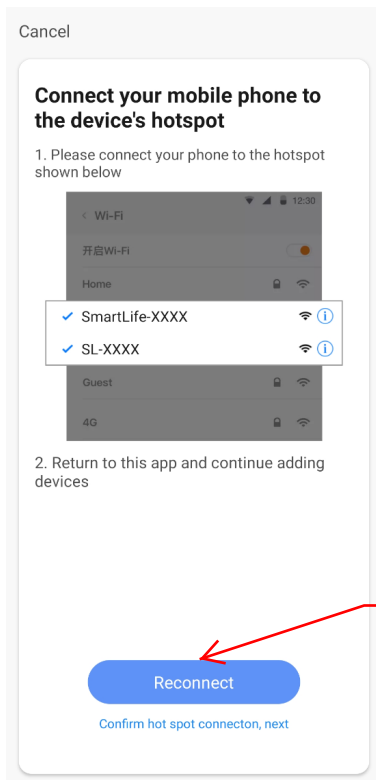 Cancel
Connect your mobile phone to
the device's hotspot
1. Please connect your phone to the hotspot
shown below
12:30
< Wi-Fi
开启Wi-Fi
Home
SmartLife-XXXX
SL-XXXX
Guest
4G
2. Return to this app and continue adding
devices
Reconnect
Confirm hot spot connecton, next